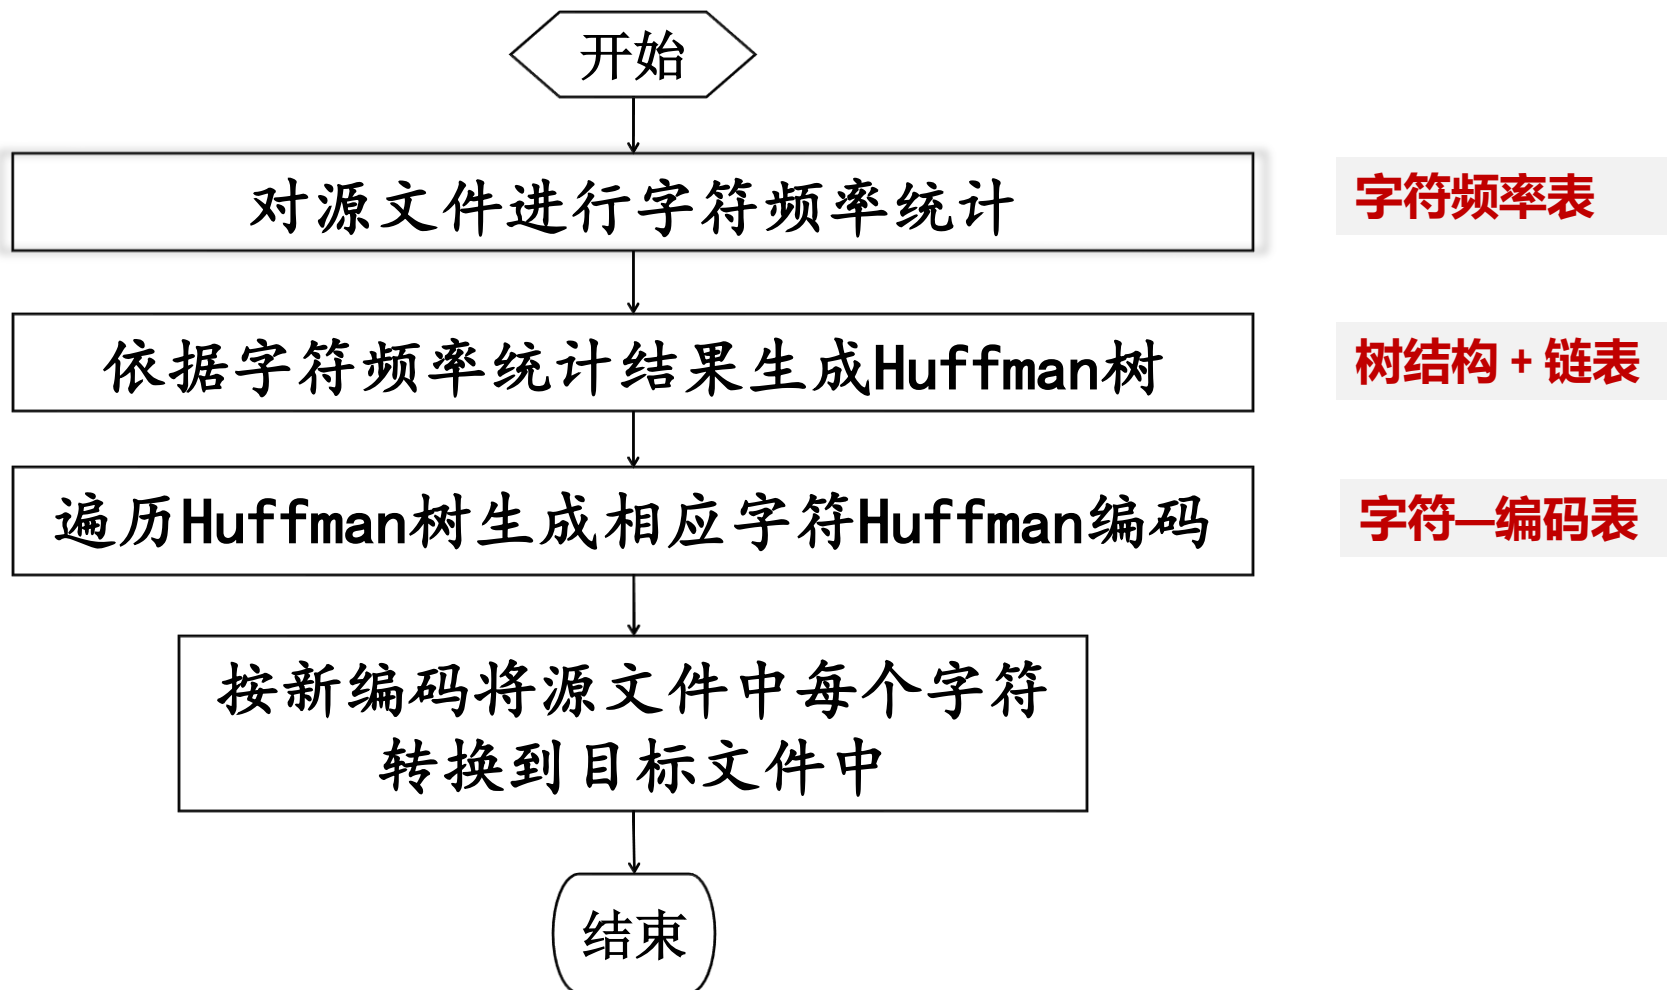 开始
对源文件进行字符频率统计
字符频率表
依据字符频率统计结果生成Huffman树
树结构 + 链表
遍历Huffman树生成相应字符Huffman编码
字符—编码表
按新编码将源文件中每个字符
转换到目标文件中
结束